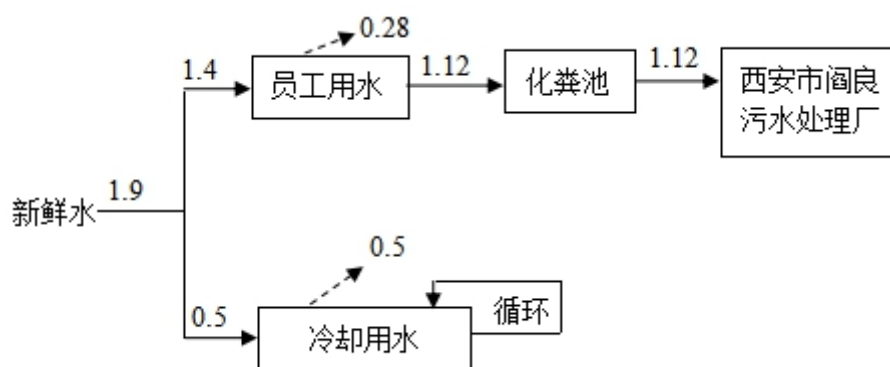 0.28
1.4
员工用水
1.12
化粪池
1.12
西安市阎良
污水处理厂
新鲜水
1.9
0.5
0.5
冷却用水
循环